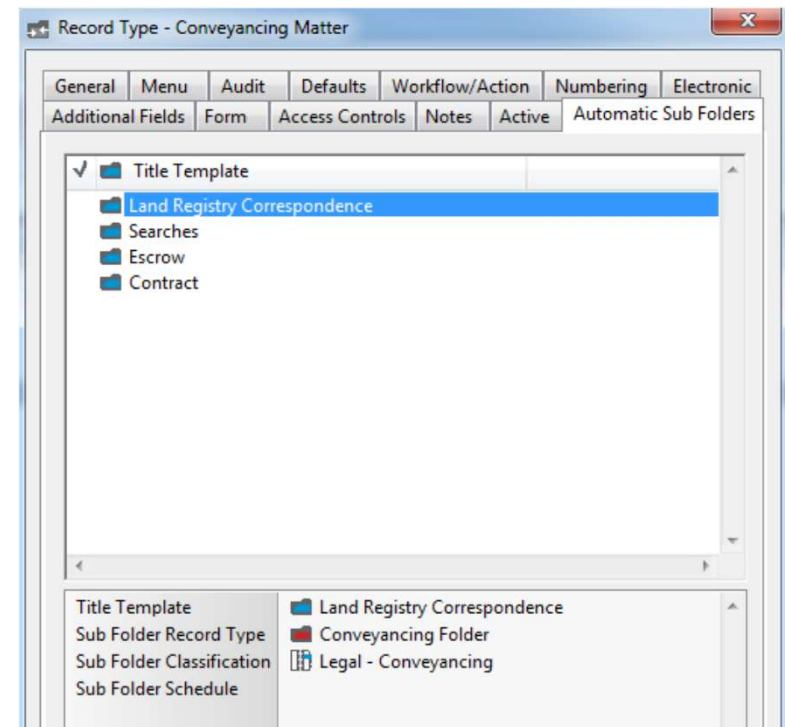 Record Type - Conveyancing Matter
General Menu Audit Defaults Workflow/Action Numbering Electronic
Additional Fields Form Access Controls Notes Active Automatic Sub Folders
Title Template
Land Registry Correspondence
Searches
Escrow
Contract
Title Template Land Registry Correspondence
Sub Folder Record Type Conveyancing Folder
Sub Folder Classification Legal - Conveyancing
Sub Folder Schedule